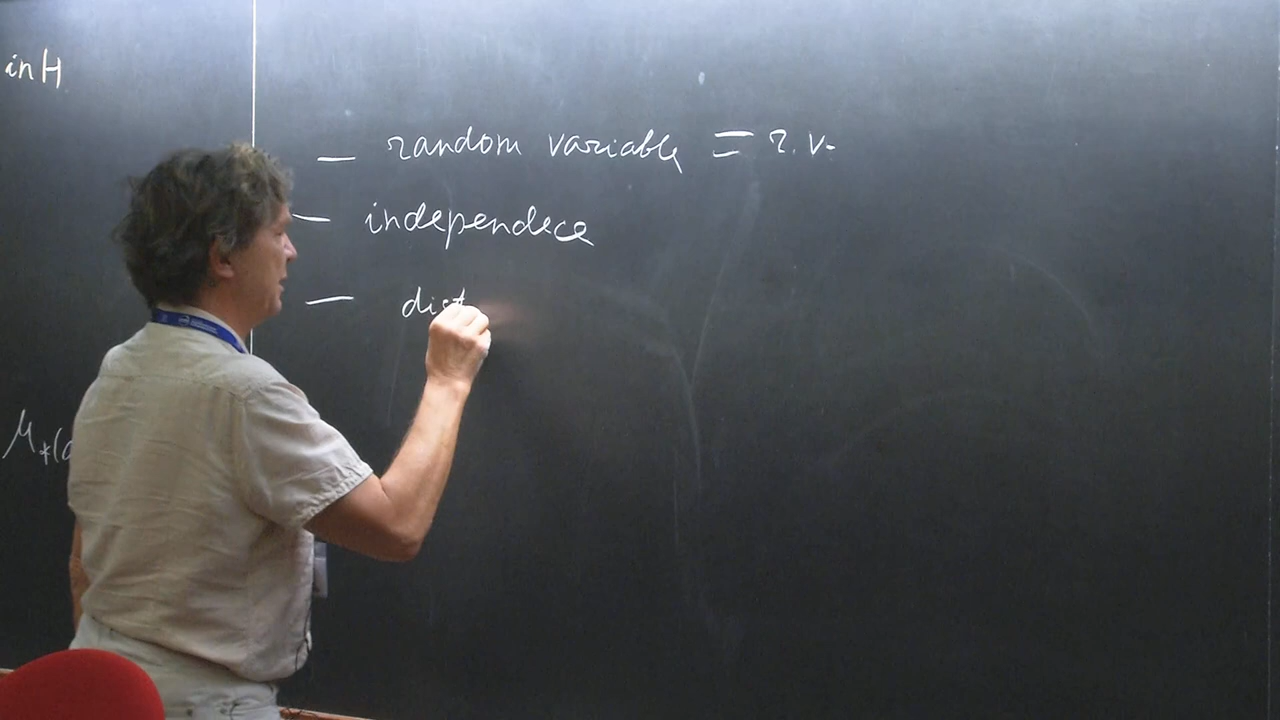 in H
— random variable = r.v.
— independece
— dist
μ*(a